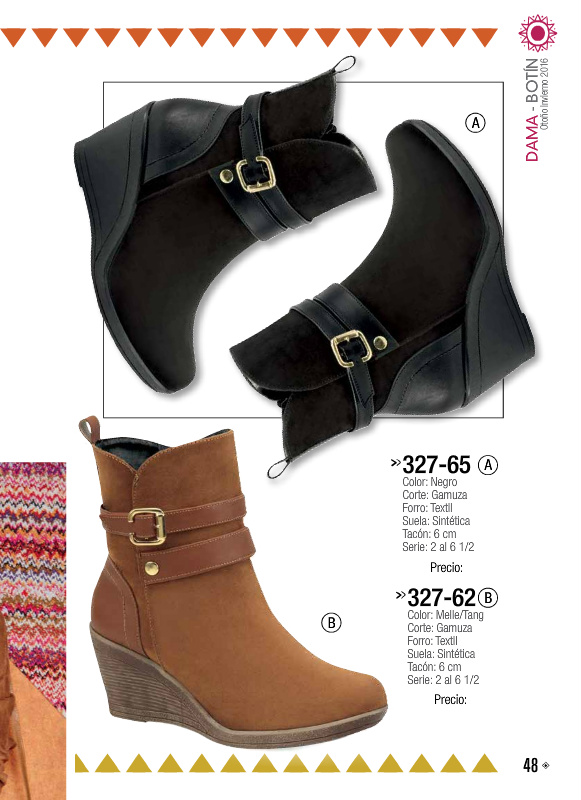 DAMA - BOTÍN
Otoño Invierno 2016
A
327-65 A
Color: Negro
Corte: Gamuza
Forro: Textil
Suela: Sintética
Tacón: 6 cm
Serie: 2 al 6 1/2
Precio:
B
327-62 B
Color: Melle/Tang
Corte: Gamuza
Forro: Textil
Suela: Sintética
Tacón: 6 cm
Serie: 2 al 6 1/2
Precio:
48